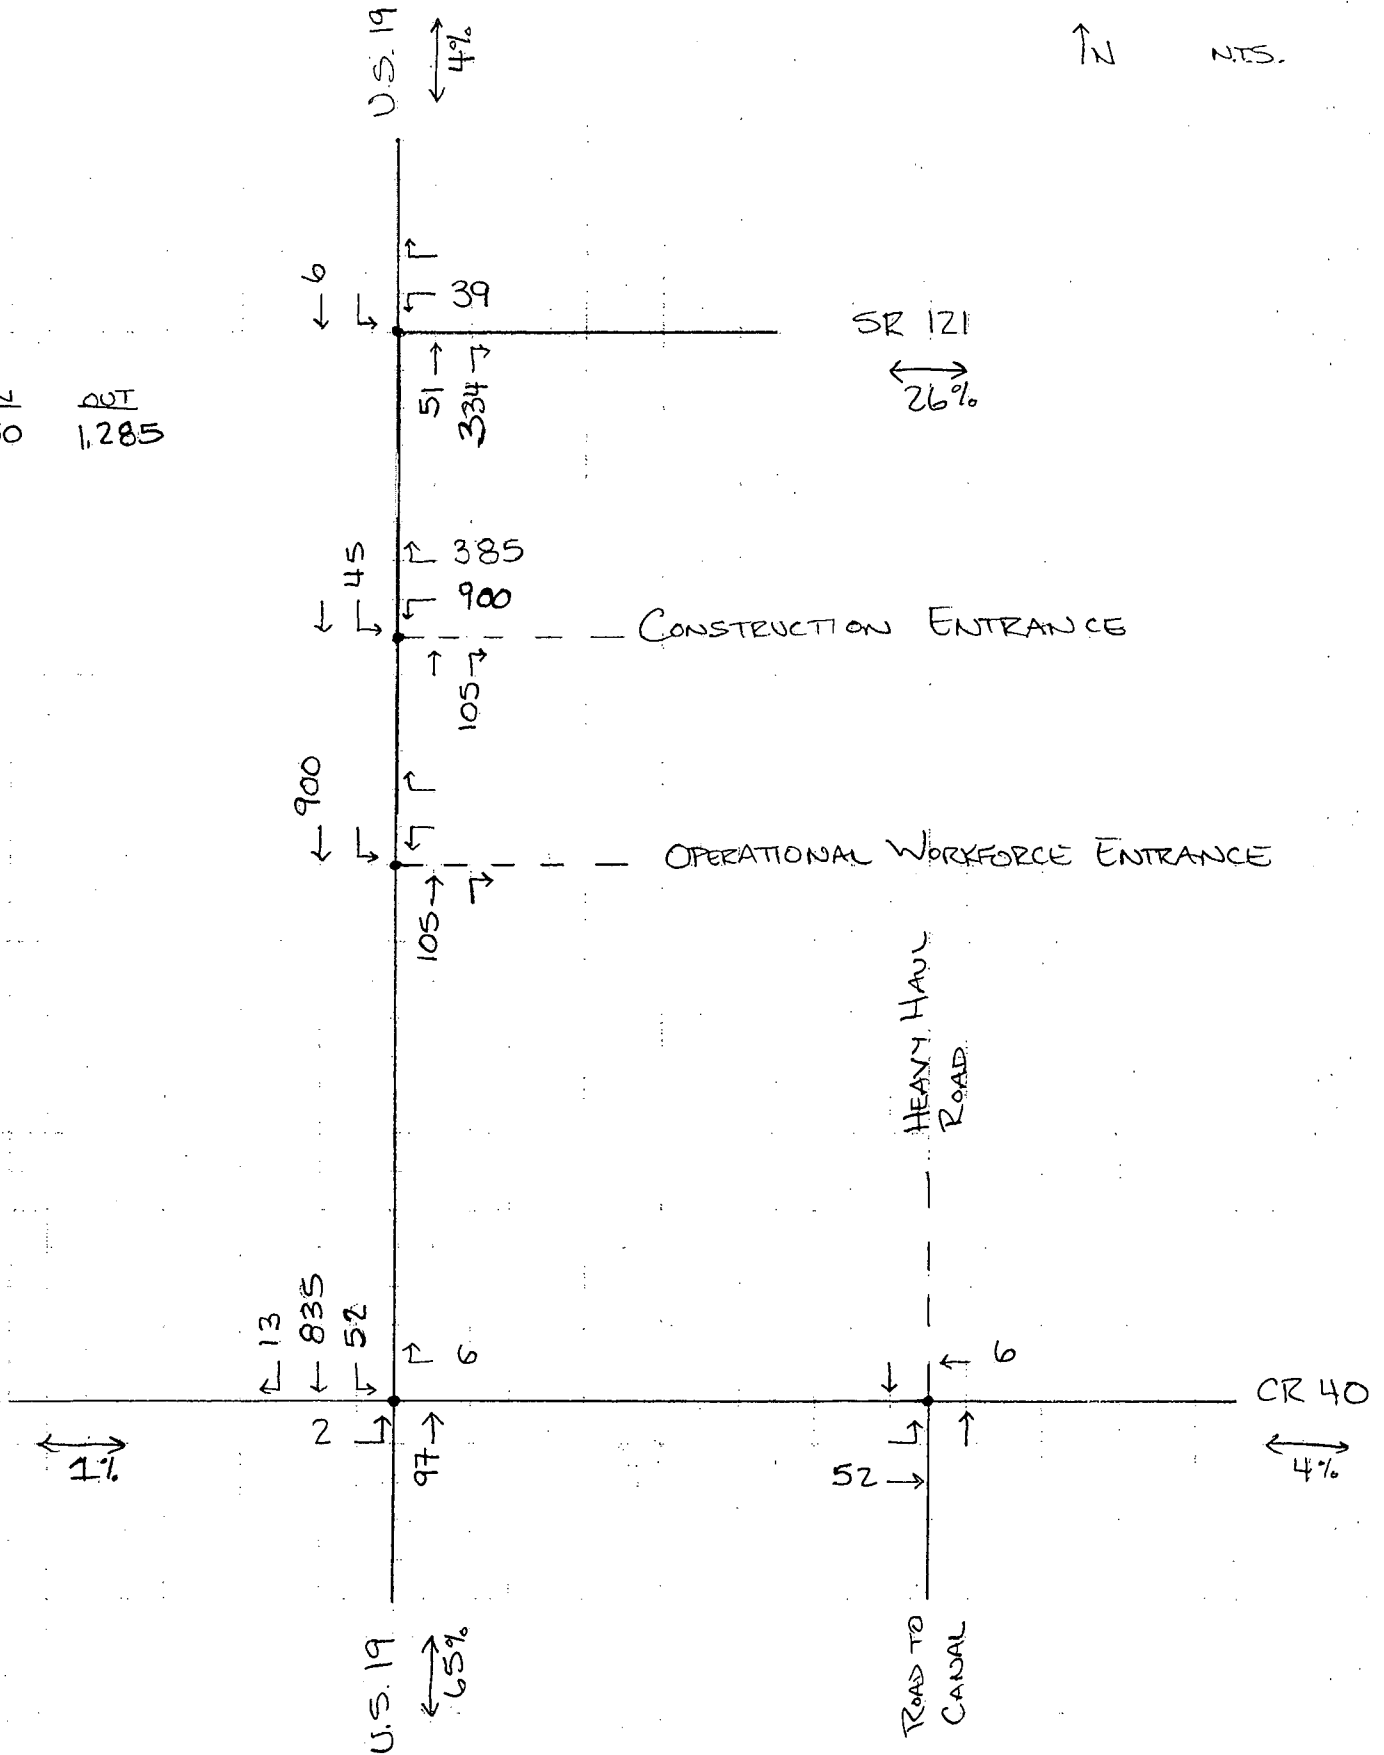 U.S. 19
4%
N
N.T.S.
6
39
SR 121
26%
51
334
OUT
1,285
45
385
900
CONSTRUCTION ENTRANCE
105
900
OPERATIONAL WORKFORCE ENTRANCE
105
HEAVY HAUL
ROAD
13
835
52
6
6
CR 40
4%
2
97
1%
52
U.S. 19
65%
ROAD TO
CANAL